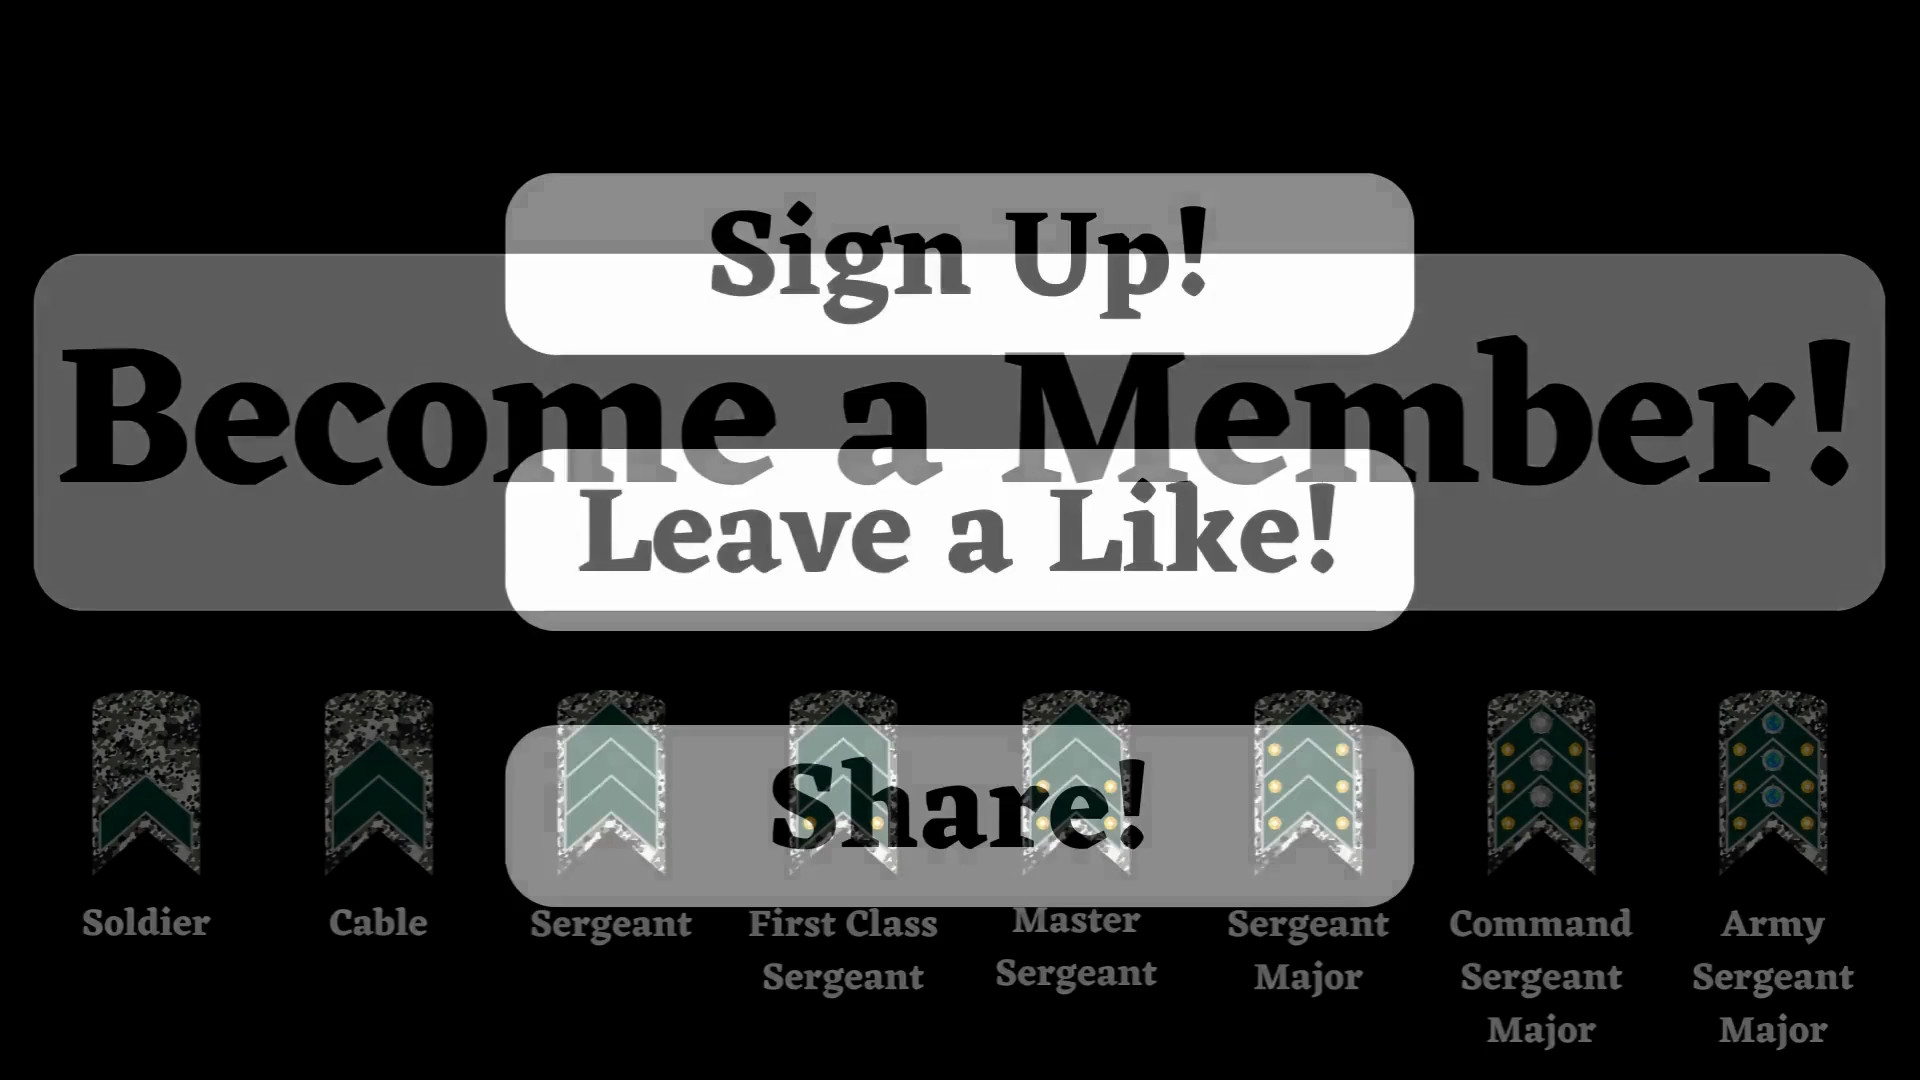 Sign Up!
Become a Member!
Leave a Like!
Share!
Soldier
Cable
Sergeant
First Class
Sergeant
Master
Sergeant
Sergeant
Major
Command
Sergeant
Major
Army
Sergeant
Major